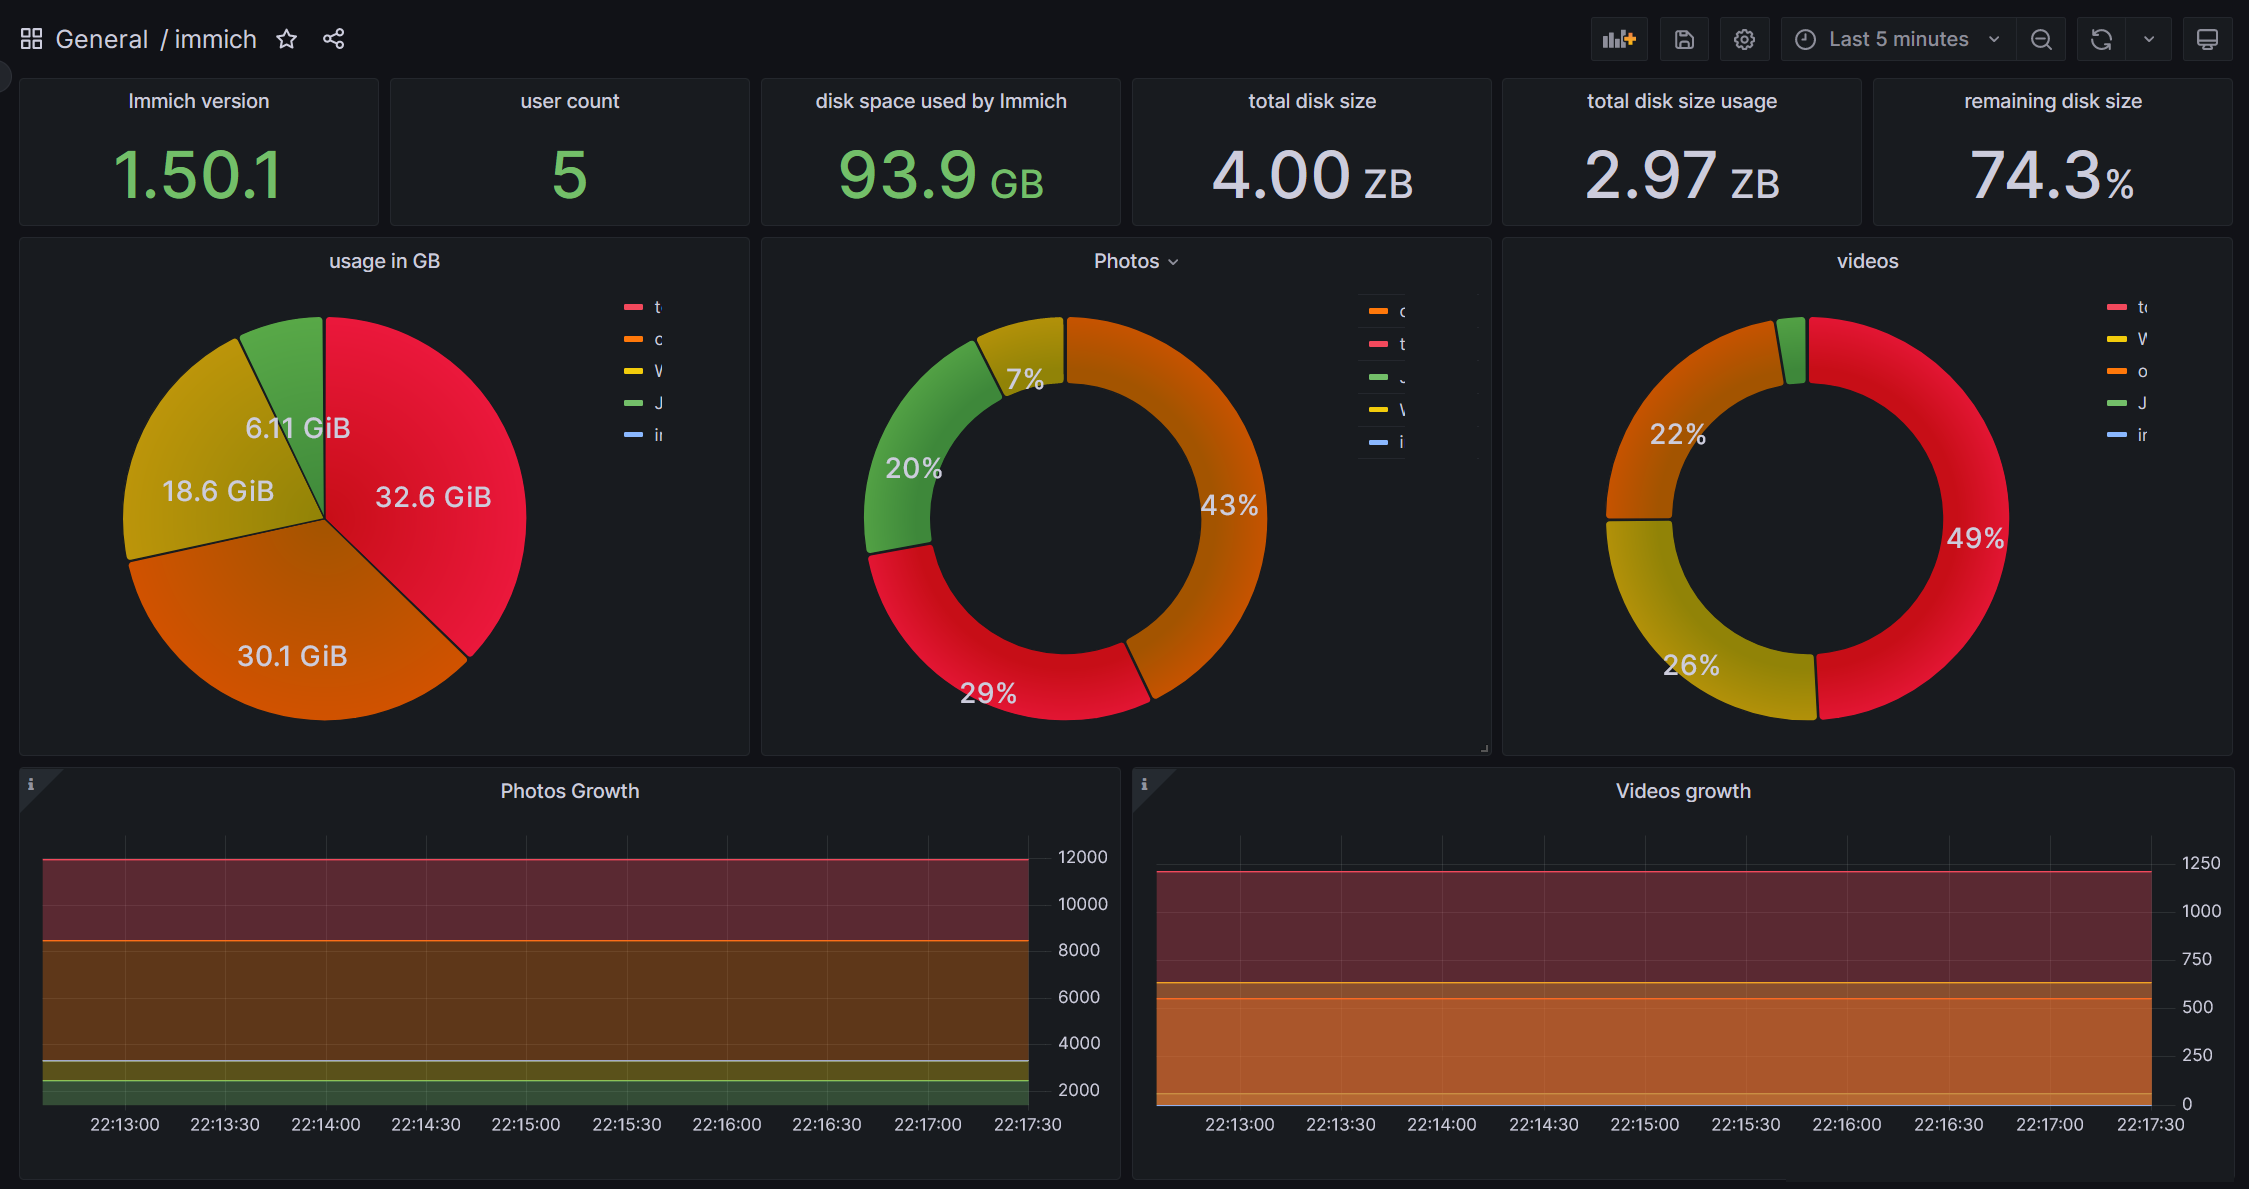 General / immich
Last 5 minutes
Immich version
1.50.1
user count
5
disk space used by Immich
93.9 GB
total disk size
4.00 ZB
total disk size usage
2.97 ZB
remaining disk size
74.3%
usage in GB
6.11 GiB
18.6 GiB
32.6 GiB
30.1 GiB
J
Photos
7%
20%
43%
29%
videos
22%
49%
26%
o
J
Photos Growth
12000
10000
8000
6000
4000
2000
22:13:00 22:13:30 22:14:00 22:14:30 22:15:00 22:15:30 22:16:00 22:16:30 22:17:00 22:17:30
Videos growth
1250
1000
750
500
250
0
22:13:00 22:13:30 22:14:00 22:14:30 22:15:00 22:15:30 22:16:00 22:16:30 22:17:00 22:17:30